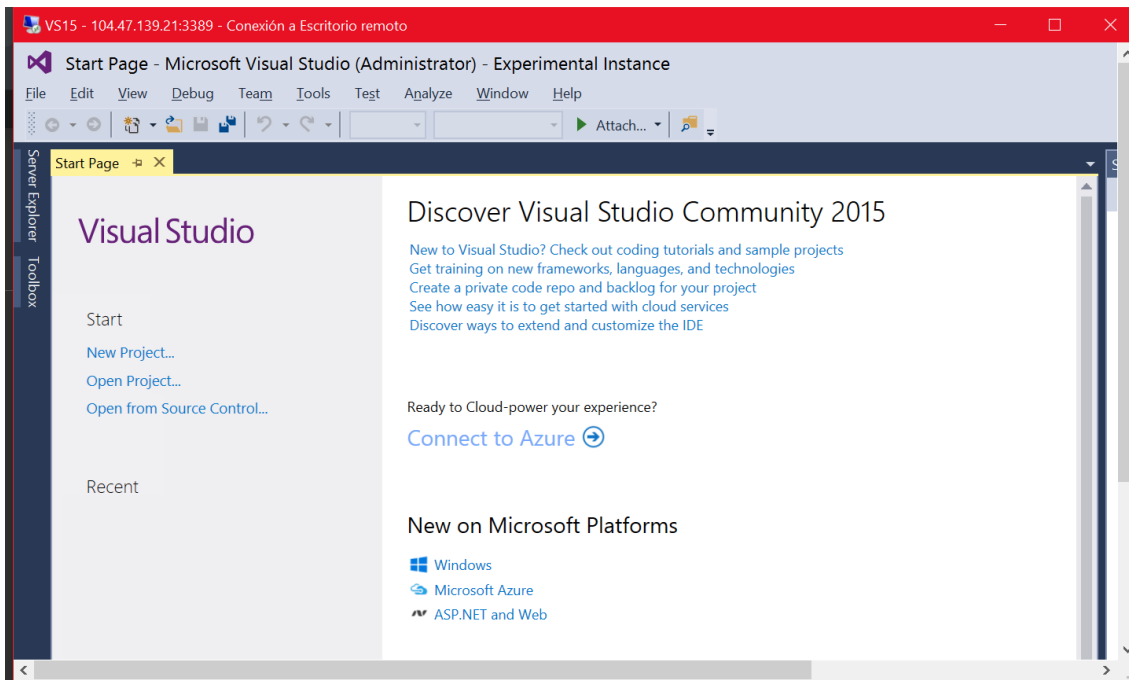 VS15 - 104.47.139.21:3389 - Conexión a Escritorio remoto
Start Page - Microsoft Visual Studio (Administrator) - Experimental Instance
File Edit View Debug Team Tools Test Analyze Window Help
Attach...
Server Explorer
Toolbox
Start Page
Visual Studio
Start
New Project...
Open Project...
Open from Source Control...
Recent
Discover Visual Studio Community 2015
New to Visual Studio? Check out coding tutorials and sample projects
Get training on new frameworks, languages, and technologies
Create a private code repo and backlog for your project
See how easy it is to get started with cloud services
Discover ways to extend and customize the IDE
Ready to Cloud-power your experience?
Connect to Azure
New on Microsoft Platforms
Windows
Microsoft Azure
ASP.NET and Web